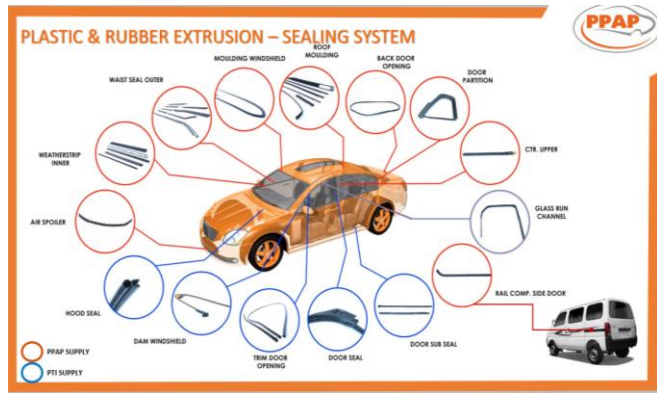 PPAP
PLASTIC & RUBBER EXTRUSION – SEALING SYSTEM
MOULDING WINDSHIELD
ROOF
MOULDING
BACK DOOR
OPENING
DOOR
PARTITION
WAIST SEAL OUTER
WEATHERSTRIP
INNER
CTR. UPPER
AIR SPOILER
GLASS RUN
CHANNEL
HOOD SEAL
DAM WINDSHIELD
TRIM DOOR
OPENING
DOOR SEAL
DOOR SUB SEAL
RAIL COMP. SIDE DOOR
PPAP SUPPLY
PTI SUPPLY